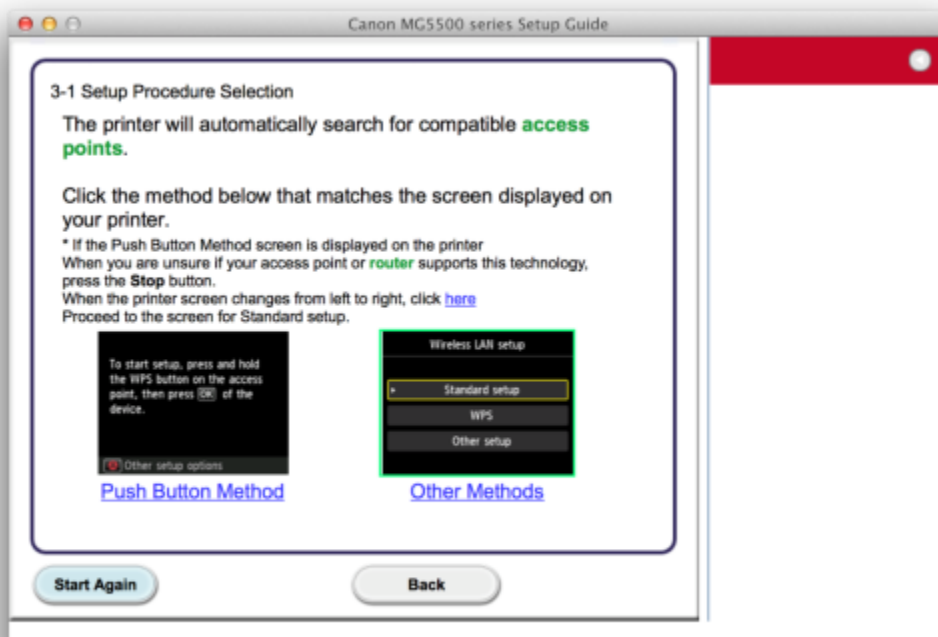 Canon MG5500 series Setup Guide
3-1 Setup Procedure Selection
The printer will automatically search for compatible access
points.
Click the method below that matches the screen displayed on
your printer.
* If the Push Button Method screen is displayed on the printer
When you are unsure if your access point or router supports this technology,
press the Stop button.
When the printer screen changes from left to right, click here
Proceed to the screen for Standard setup.
To start setup, press and hold
the WPS button on the access
point, then press OK of the
device.
Other setup options
Push Button Method
Wireless LAN setup
Standard setup
WPS
Other setup
Other Methods
Start Again
Back